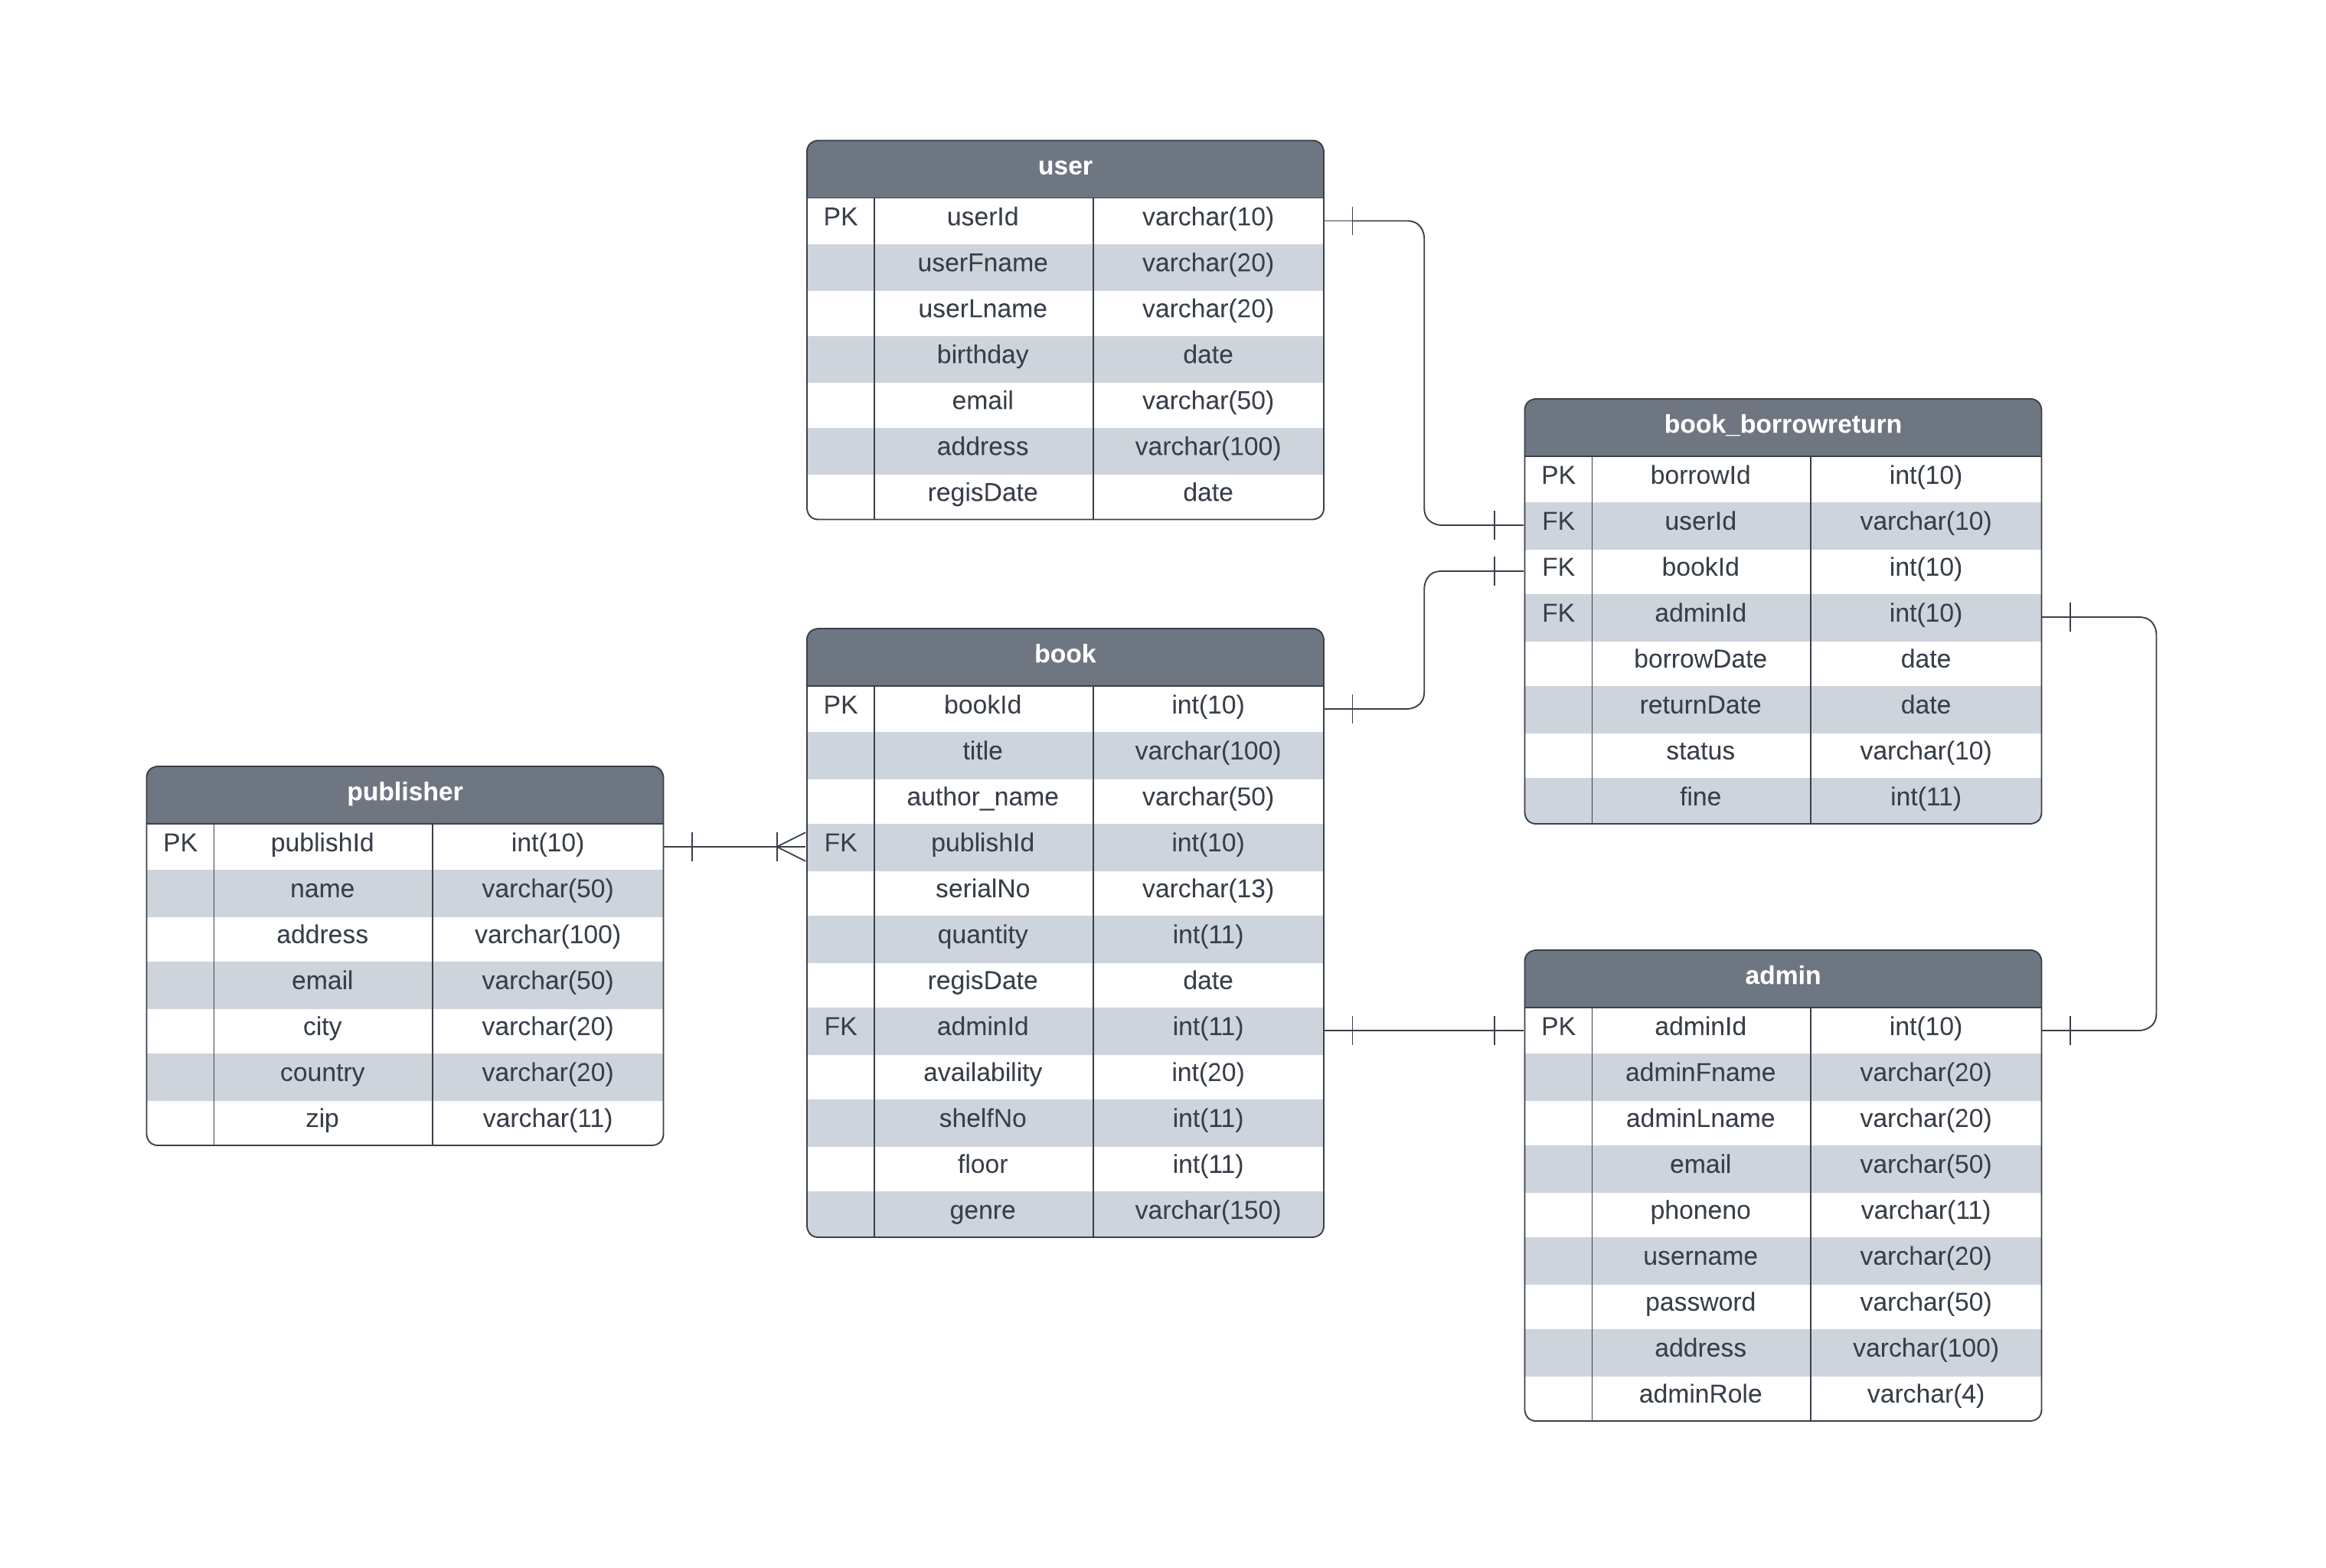 user
PK userId varchar(10)
userFname varchar(20)
userLname varchar(20)
birthday date
email varchar(50)
address varchar(100)
regisDate date
book_borrowreturn
PK borrowId int(10)
FK userId varchar(10)
FK bookId int(10)
FK adminId int(10)
borrowDate date
returnDate date
status varchar(10)
fine int(11)
book
PK bookId int(10)
title varchar(100)
author_name varchar(50)
FK publishId int(10)
serialNo varchar(13)
quantity int(11)
regisDate date
FK adminId int(11)
availability int(20)
shelfNo int(11)
floor int(11)
genre varchar(150)
publisher
PK publishId int(10)
name varchar(50)
address varchar(100)
email varchar(50)
city varchar(20)
country varchar(20)
zip varchar(11)
admin
PK adminId int(10)
adminFname varchar(20)
adminLname varchar(20)
email varchar(50)
phoneno varchar(11)
username varchar(20)
password varchar(50)
address varchar(100)
adminRole varchar(4)